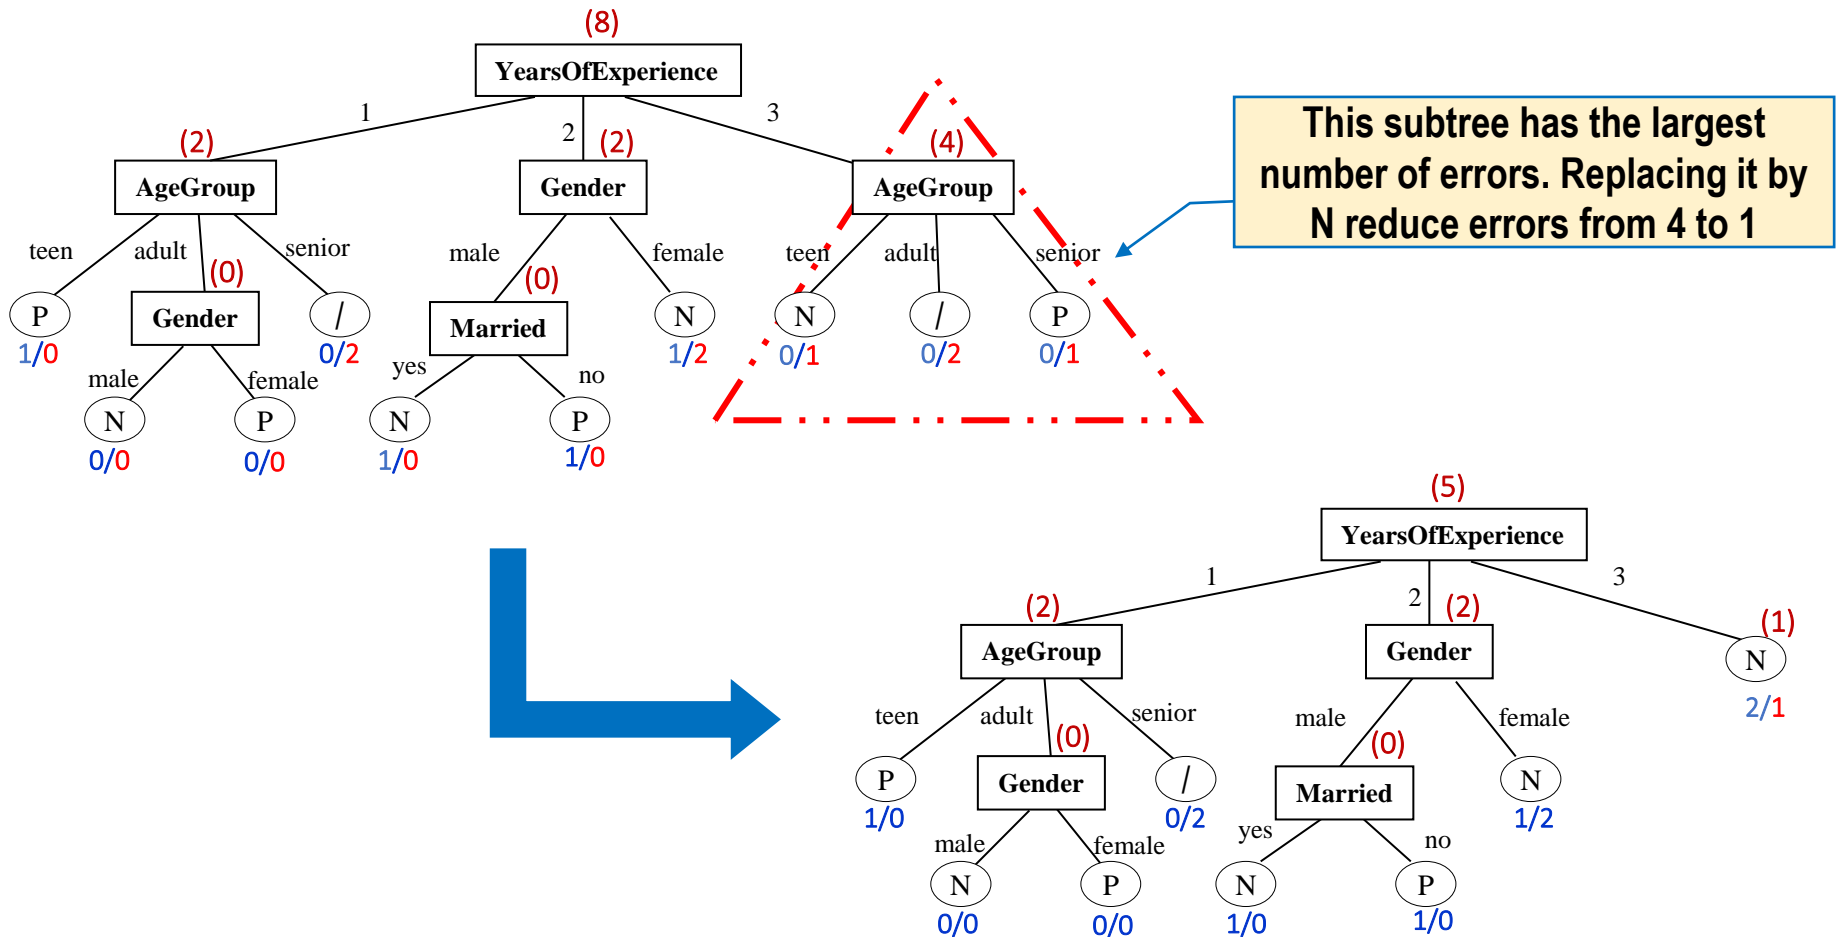 (8)
YearsOfExperience
1
2
3
(2)
(2)
(4)
AgeGroup
Gender
AgeGroup
This subtree has the largest
number of errors. Replacing it by
N reduce errors from 4 to 1
teen
adult
senior
male
female
teen
adult
senior
(0)
(0)
P
Gender
/
Married
N
N
/
P
1/0
0/2
1/2
0/1
0/2
0/1
male
female
yes
no
N
P
N
P
0/0
0/0
1/0
1/0
(5)
YearsOfExperience
1
2
3
(2)
(2)
(1)
AgeGroup
Gender
N
2/1
teen
adult
senior
male
female
(0)
(0)
P
Gender
/
Married
N
1/0
0/2
1/2
male
female
yes
no
N
P
N
P
0/0
0/0
1/0
1/0